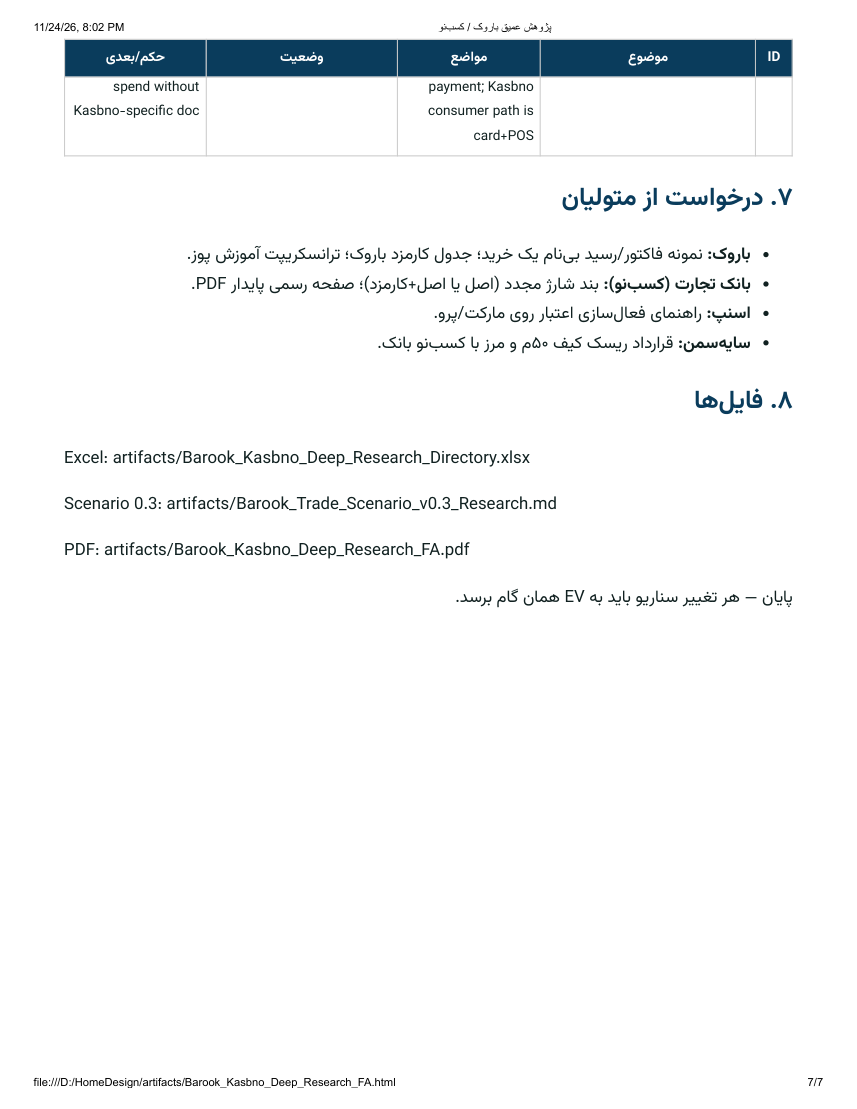 11/24/26, 8:02 PM
پژوهش عمیق باروک / کسب‌نو
ID
موضوع
مواضع
وضعیت
حکم/بعدی
payment; Kasbno
consumer path is
card+POS
spend without
Kasbno-specific doc
۷. درخواست از متولیان
• باروک: نمونه فاکتور/رسید بی‌نام یک خرید؛ جدول کارمزد باروک؛ ترانسکریپت آموزش پوز.
• بانک تجارت (کسب‌نو): بند شارژ مجدد (اصل یا اصل+کارمزد)؛ صفحه رسمی پایدار PDF.
• اسنپ: راهنمای فعال‌سازی اعتبار روی مارکت/پرو.
• سایه‌سمن: قرارداد ریسک کیف ۵۰م و مرز با کسب‌نو بانک.
۸. فایل‌ها
Excel: artifacts/Barook_Kasbno_Deep_Research_Directory.xlsx
Scenario 0.3: artifacts/Barook_Trade_Scenario_v0.3_Research.md
PDF: artifacts/Barook_Kasbno_Deep_Research_FA.pdf
پایان — هر تغییر سناریو باید به EV همان گام برسد.
file:///D:/HomeDesign/artifacts/Barook_Kasbno_Deep_Research_FA.html
7/7